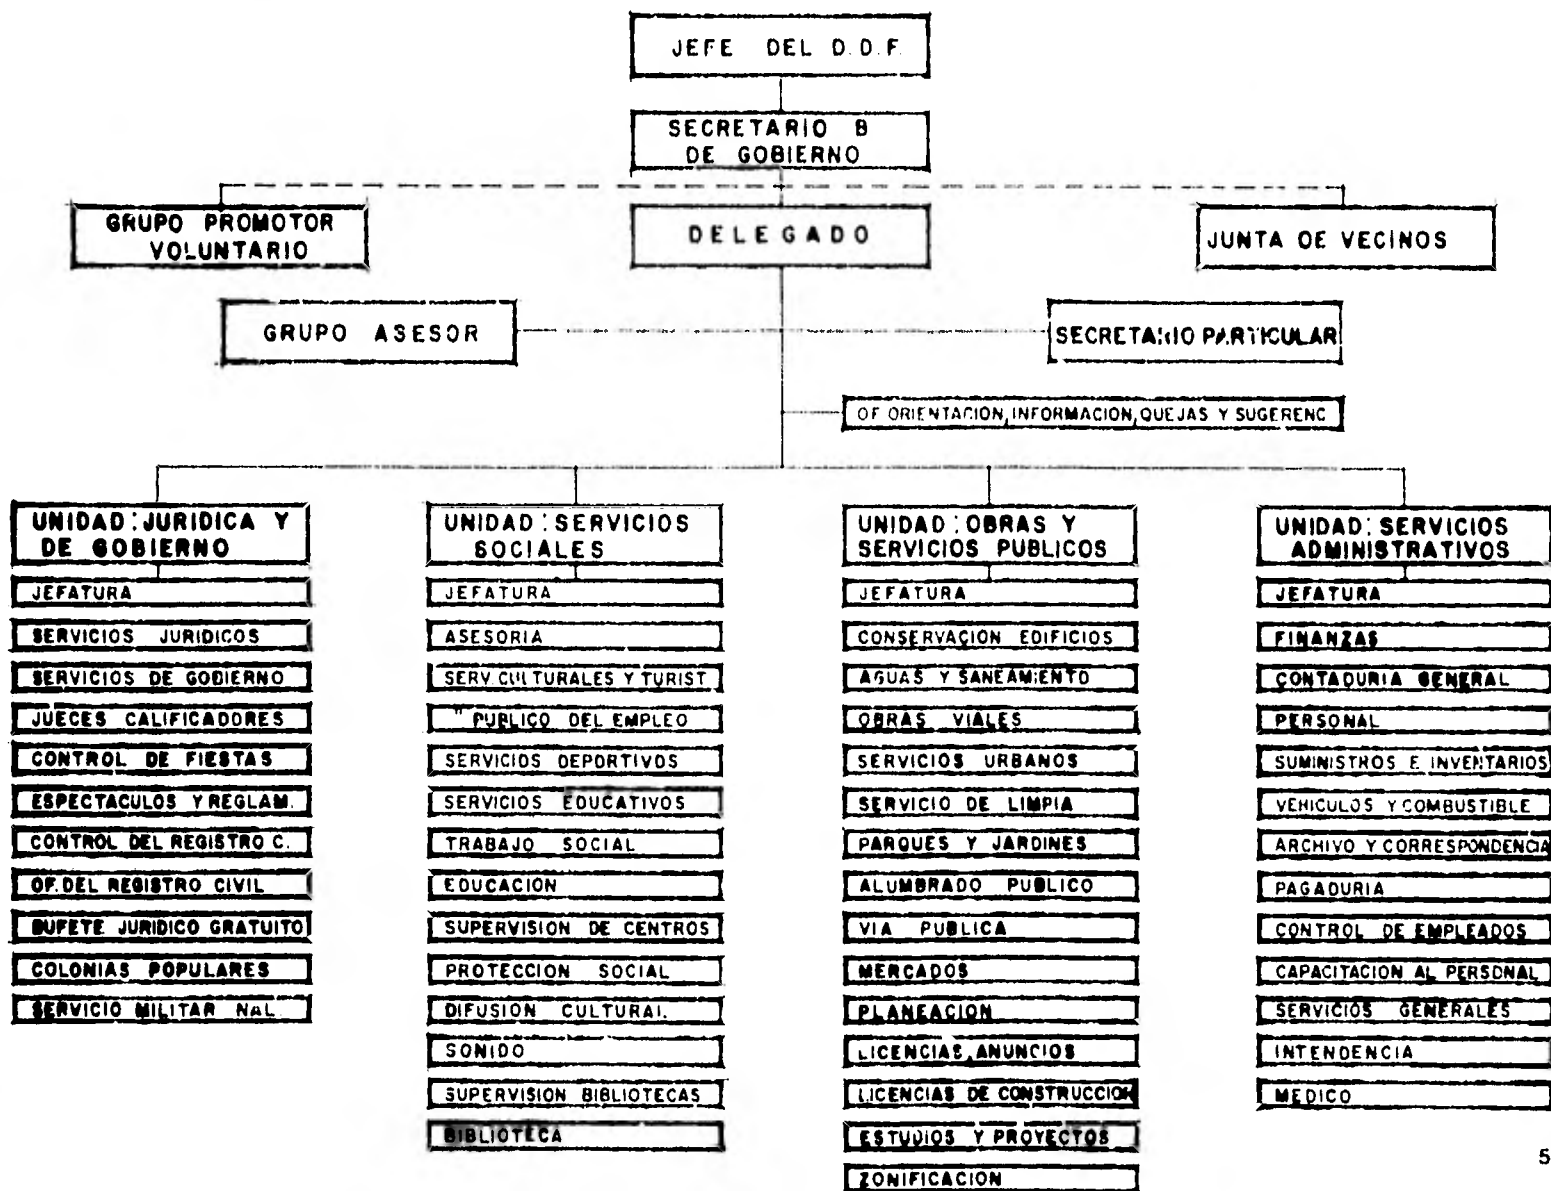 JEFE DEL D.D.F.
SECRETARIO B
DE GOBIERNO
GRUPO PROMOTOR
VOLUNTARIO
DELEGADO
JUNTA DE VECINOS
GRUPO ASESOR
SECRETARIO PARTICULAR
OF ORIENTACION, INFORMACION, QUEJAS Y SUGERENC
UNIDAD: JURIDICA Y
DE GOBIERNO
JEFATURA
SERVICIOS JURIDICOS
SERVICIOS DE GOBIERNO
JUECES CALIFICADORES
CONTROL DE FIESTAS
ESPECTACULOS Y REGLAM.
CONTROL DEL REGISTRO C.
OF. DEL REGISTRO CIVIL
BUFETE JURIDICO GRATUITO
COLONIAS POPULARES
SERVICIO MILITAR NAL.
UNIDAD: SERVICIOS
SOCIALES
JEFATURA
ASESORIA
SERV. CULTURALES Y TURIST
" PUBLICO DEL EMPLEO
SERVICIOS DEPORTIVOS
SERVICIOS EDUCATIVOS
TRABAJO SOCIAL
EDUCACION
SUPERVISION DE CENTROS
PROTECCION SOCIAL
DIFUSION CULTURAL
SONIDO
SUPERVISION BIBLIOTECAS
BIBLIOTECA
UNIDAD: OBRAS Y
SERVICIOS PUBLICOS
JEFATURA
CONSERVACION EDIFICIOS
AGUAS Y SANEAMIENTO
OBRAS VIALES
SERVICIOS URBANOS
SERVICIO DE LIMPIA
PARQUES Y JARDINES
ALUMBRADO PUBLICO
VIA PUBLICA
MERCADOS
PLANEACION
LICENCIAS, ANUNCIOS
LICENCIAS DE CONSTRUCCION
ESTUDIOS Y PROYECTOS
ZONIFICACION
UNIDAD: SERVICIOS
ADMINISTRATIVOS
JEFATURA
FINANZAS
CONTADURIA GENERAL
PERSONAL
SUMINISTROS E INVENTARIOS
VEHICULOS Y COMBUSTIBLE
ARCHIVO Y CORRESPONDENCIA
PAGADURIA
CONTROL DE EMPLEADOS
CAPACITACION AL PERSONAL
SERVICIOS GENERALES
INTENDENCIA
MEDICO
5